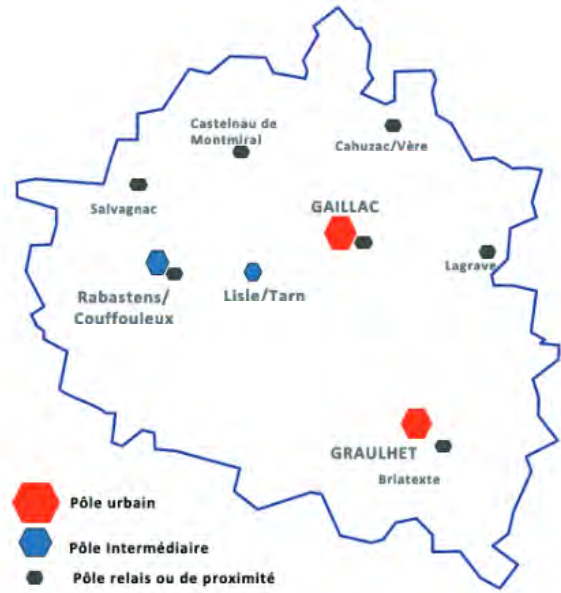 Castelnau de
Montmiral
Cahuzac/Vère
Salvagnac
GAILLAC
Lagrave
Rabastens/
Couffouleux
Lisle/Tarn
GRAULHET
Briatexte
Pôle urbain
Pôle Intermédiaire
Pôle relais ou de proximité